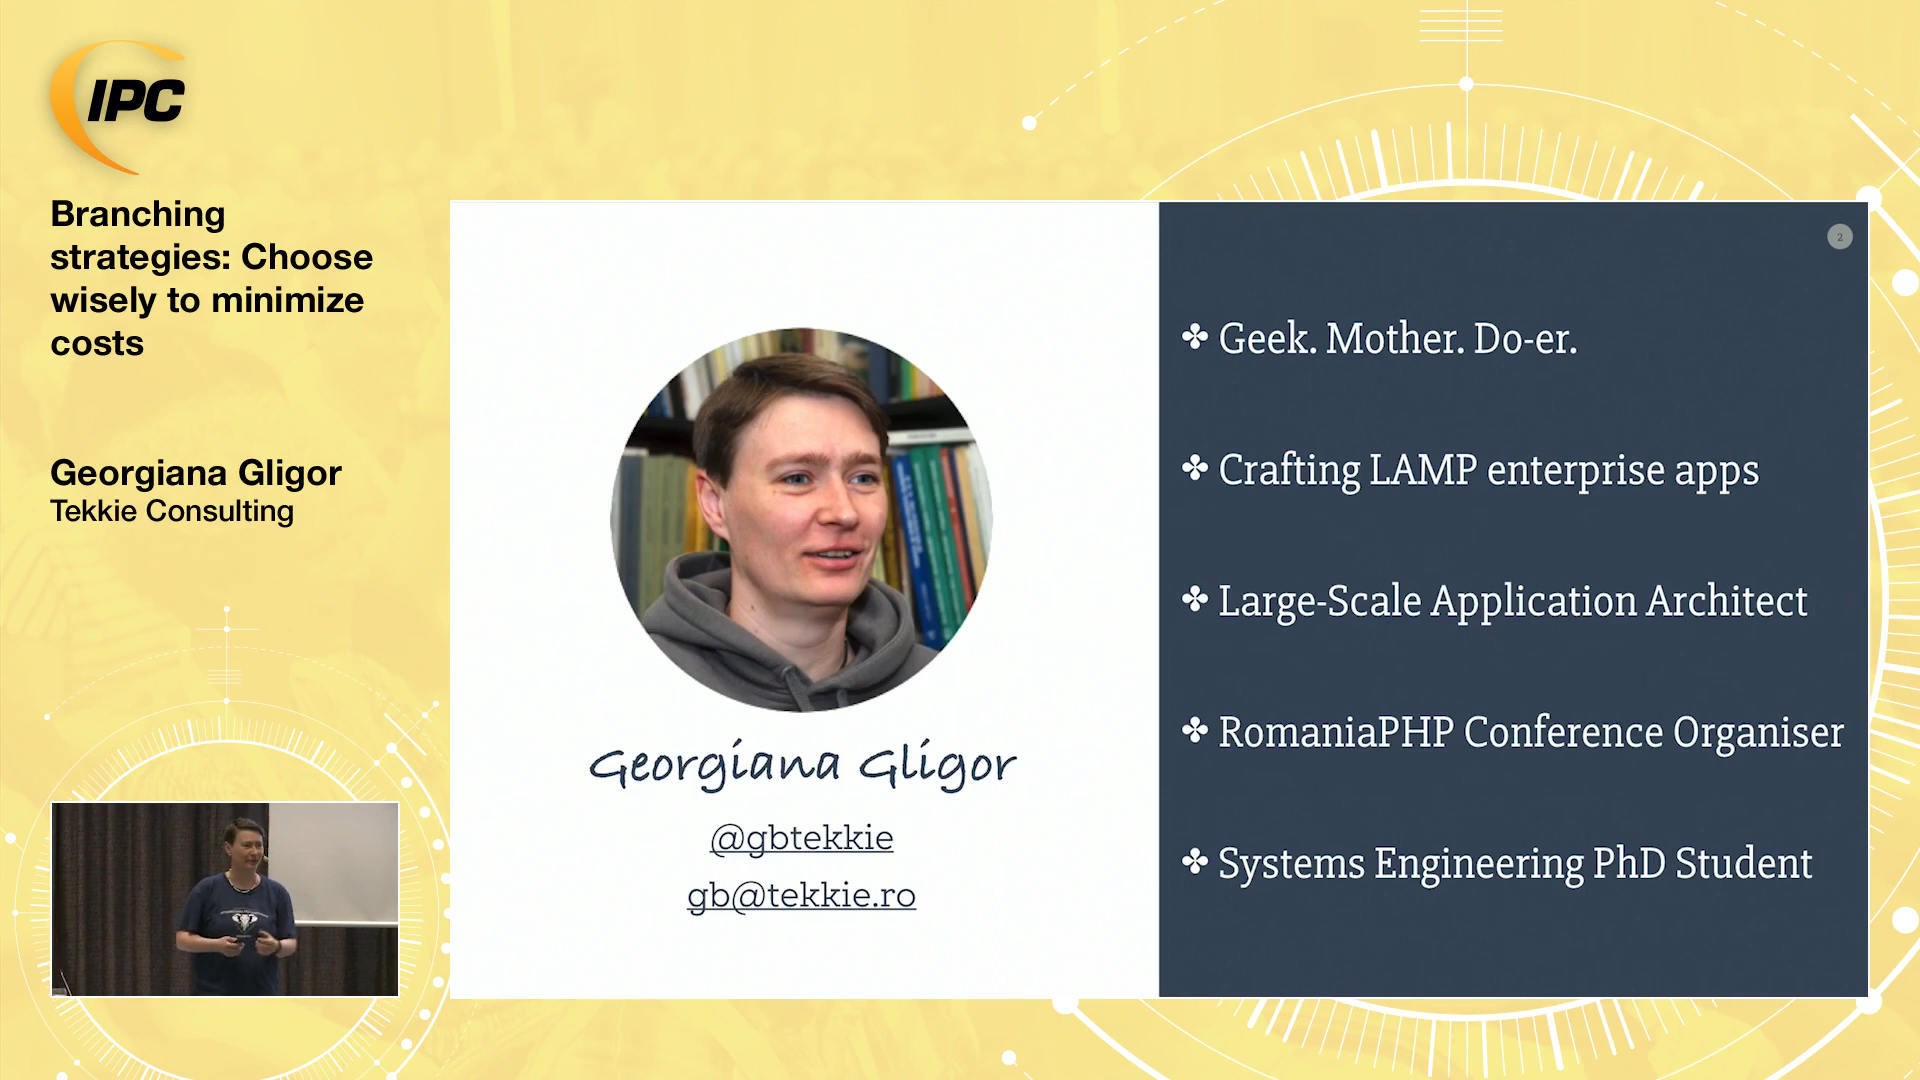 IPC
Branching
strategies: Choose
wisely to minimize
costs
Georgiana Gligor
Tekkie Consulting
Georgiana Gligor
@gbtekkie
gb@tekkie.ro
2
Geek. Mother. Do-er.
Crafting LAMP enterprise apps
Large-Scale Application Architect
RomaniaPHP Conference Organiser
Systems Engineering PhD Student